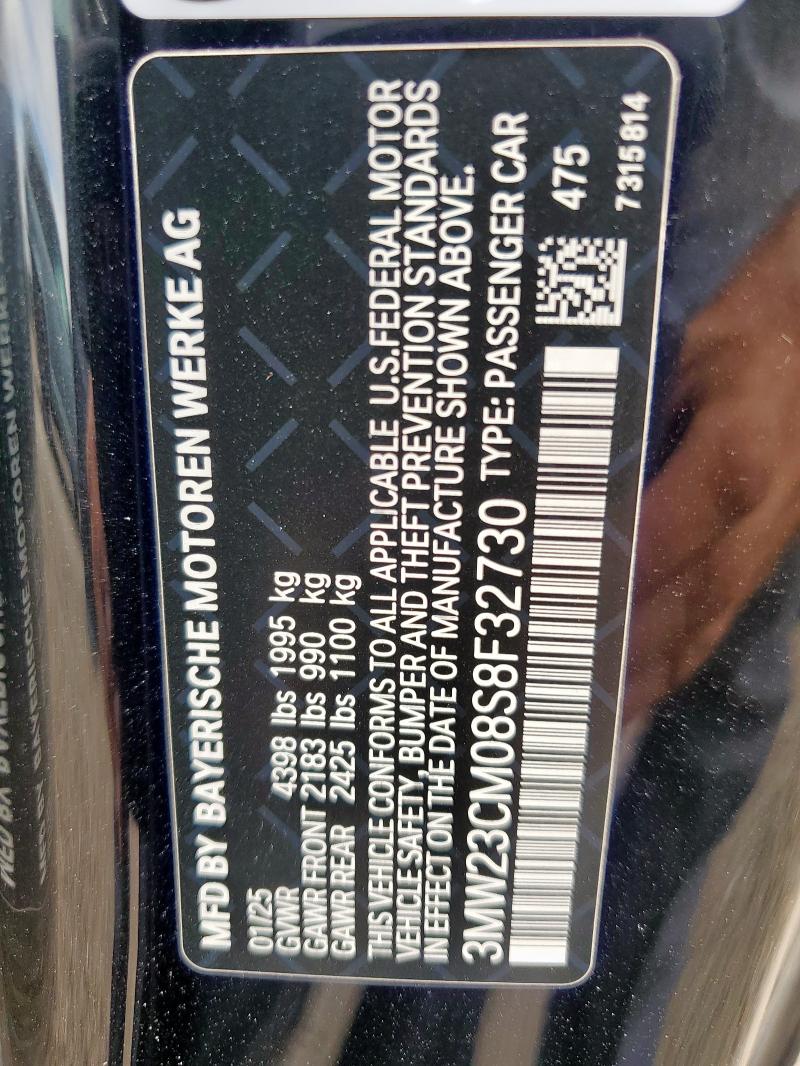 MFD BY BAYERISCHE MOTOREN WERKE AG
01/25
GVWR 4398 lbs 1995 kg
GAWR FRONT 2183 lbs 990 kg
GAWR REAR 2425 lbs 1100 kg
THIS VEHICLE CONFORMS TO ALL APPLICABLE U.S.FEDERAL MOTOR
VEHICLE SAFETY, BUMPER AND THEFT PREVENTION STANDARDS
IN EFFECT ON THE DATE OF MANUFACTURE SHOWN ABOVE.
3MW23CM08S8F32730 TYPE: PASSENGER CAR
475
7 315 814